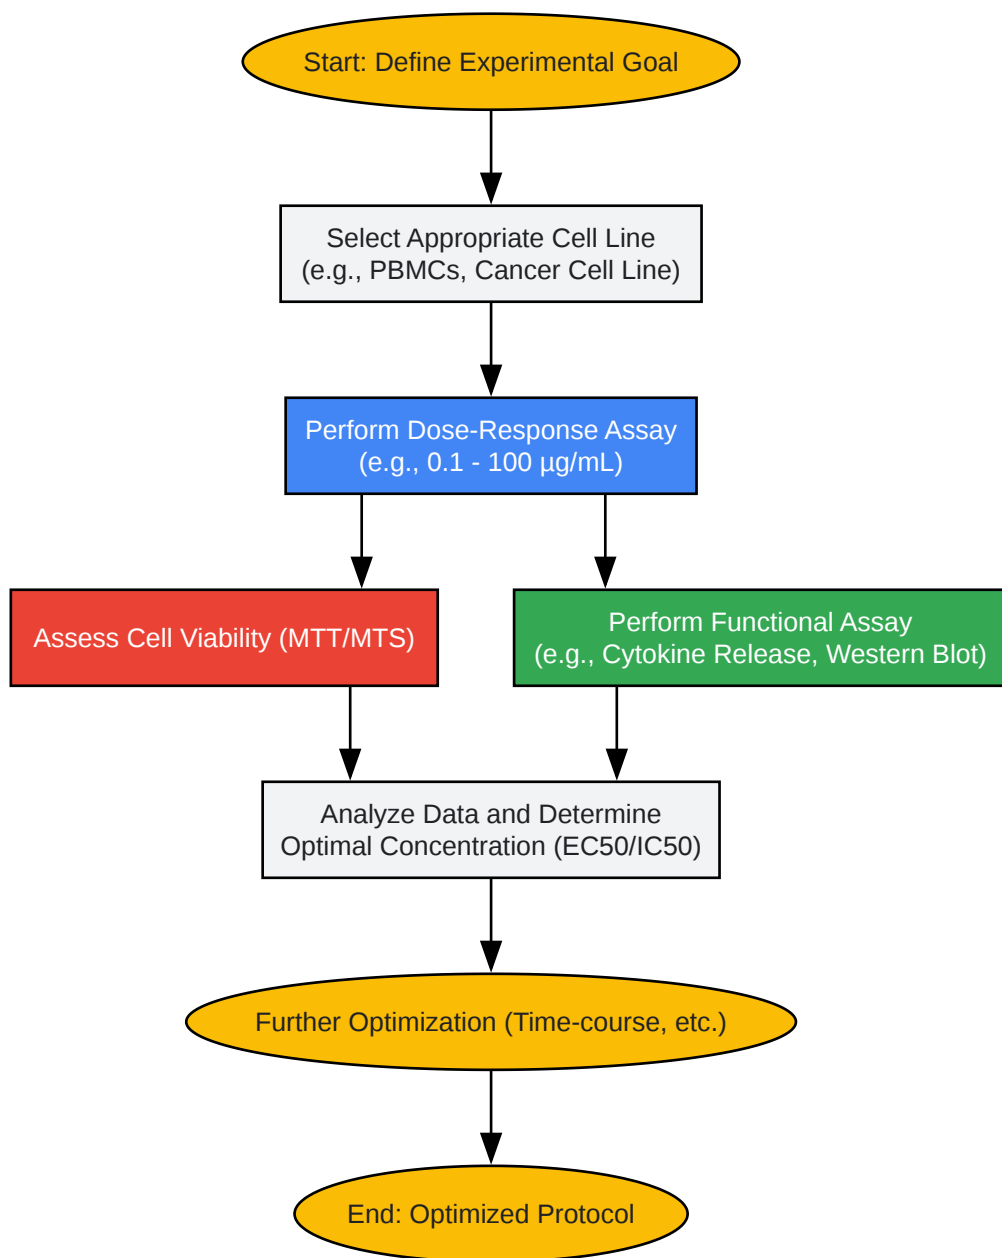 Start: Define Experimental Goal
Select Appropriate Cell Line
(e.g., PBMCs, Cancer Cell Line)
Perform Dose-Response Assay
(e.g., 0.1 - 100 µg/mL)
Assess Cell Viability (MTT/MTS)
Perform Functional Assay
(e.g., Cytokine Release, Western Blot)
Analyze Data and Determine
Optimal Concentration (EC50/IC50)
Further Optimization (Time-course, etc.)
End: Optimized Protocol